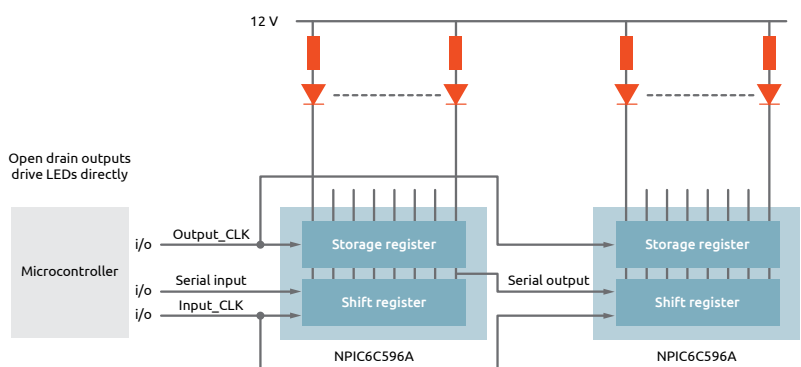 12 V
Open drain outputs
drive LEDs directly
Microcontroller
i/o
Output_CLK
i/o
Serial input
i/o
Input_CLK
Storage register
Shift register
NPIC6C596A
Serial output
Storage register
Shift register
NPIC6C596A